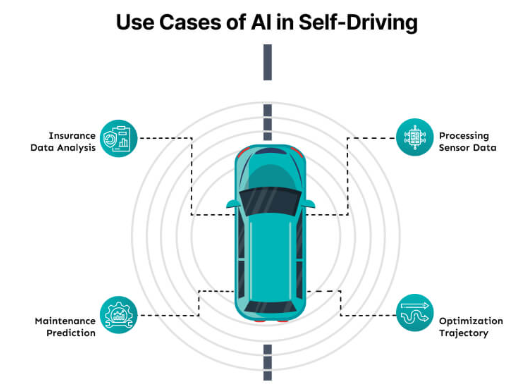 Use Cases of AI in Self-Driving
Insurance
Data Analysis
Processing
Sensor Data
Maintenance
Prediction
Optimization
Trajectory